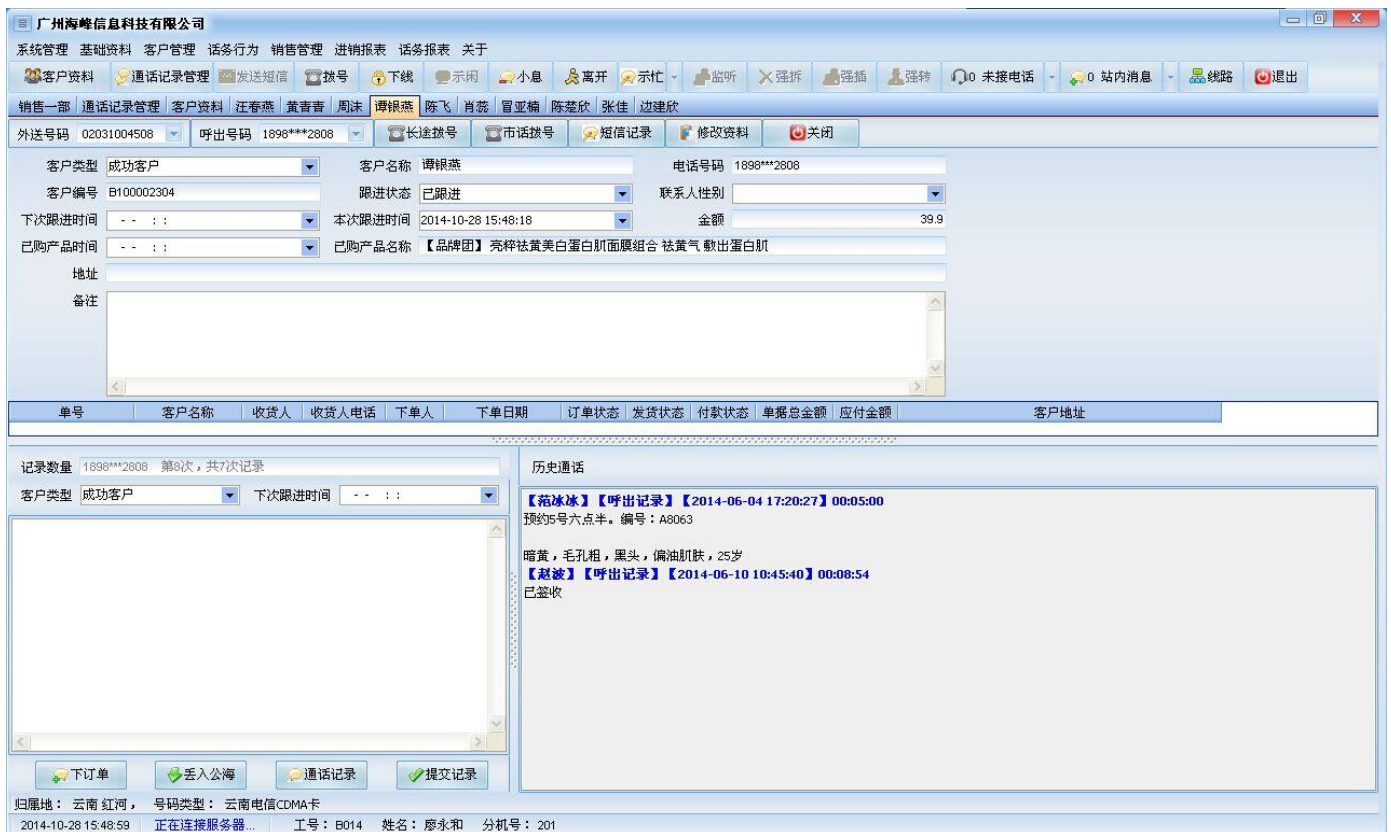 广州海峰信息科技有限公司
系统管理 基础资料 客户管理 话务行为 销售管理 进销报表 话务报表 关于
客户资料 通话记录管理 发送短信 拨号 下线 示闲 小息 离开 示忙 监听 强拆 强插 强转 0 未接电话 0 站内消息 线路 退出
销售一部 通话记录管理 客户资料 汪春燕 黄青青 周沫 谭银燕 陈飞 肖蕊 冒亚楠 陈楚欣 张佳 边建欣
外送号码 02031004508 呼出号码 1898***2808 长途拨号 市话拨号 短信记录 修改资料 关闭
客户类型 成功客户 客户名称 谭银燕 电话号码 1898***2808
客户编号 B100002304 跟进状态 已跟进 联系人性别
下次跟进时间 - - : : 本次跟进时间 2014-10-28 15:48:18 金额 39.9
已购产品时间 - - : : 已购产品名称 【品牌团】亮粹祛黄美白蛋白肌面膜组合 祛黄气 敷出蛋白肌
地址
备注
单号 客户名称 收货人 收货人电话 下单人 下单日期 订单状态 发货状态 付款状态 单据总金额 应付金额 客户地址
记录数量 1898***2808 第8次，共7次记录
客户类型 成功客户 下次跟进时间 - - : :
历史通话
【范冰冰】【呼出记录】【2014-06-04 17:20:27】00:05:00
预约5号六点半。编号：A8063
暗黄，毛孔粗，黑头，偏油肌肤，25岁
【赵波】【呼出记录】【2014-06-10 10:45:40】00:08:54
已签收
下订单 丢入公海 通话记录 提交记录
归属地： 云南 红河， 号码类型： 云南电信CDMA卡
2014-10-28 15:48:59 正在连接服务器... 工号：B014 姓名：廖永和 分机号：201